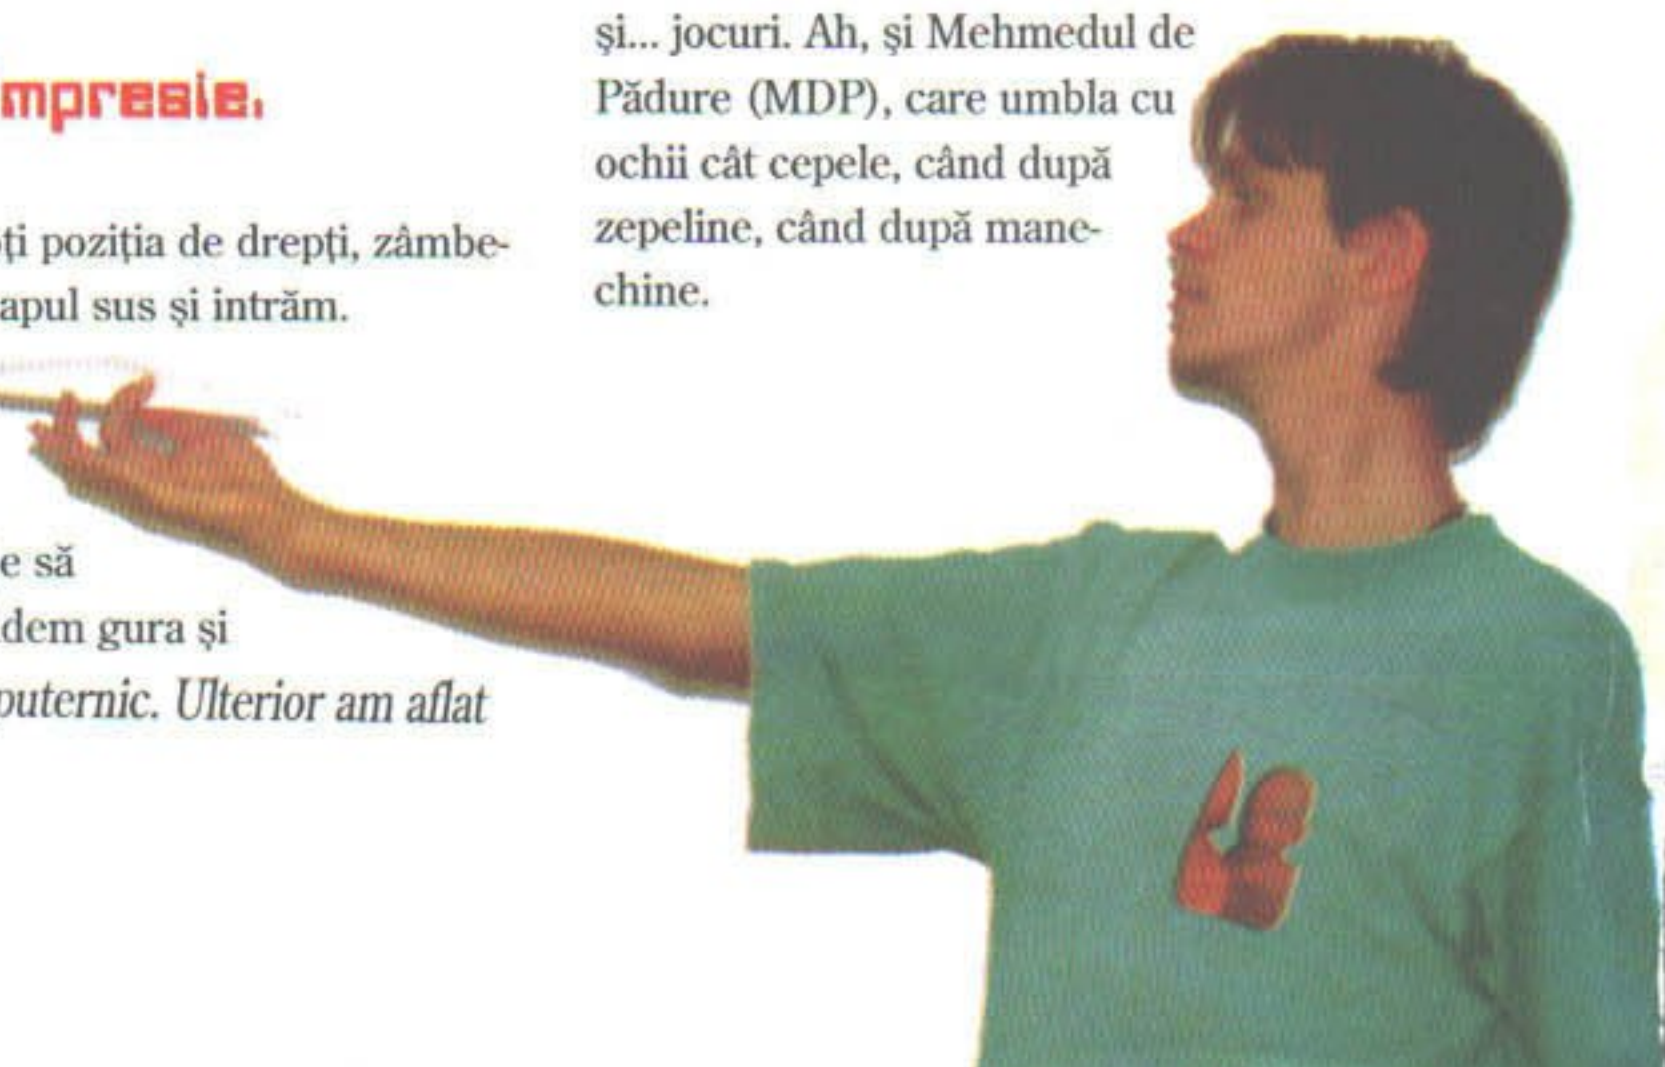 ți poziția de drepți, zâmbe-
apul sus și intrăm.
e să
dem gura și
puternic. Ulterior am aflat
și... jocuri. Ah, și Mehmedul de
Pădure (MDP), care umbla cu
ochii cât cepele, când după
zepeline, când după mane-
chine.